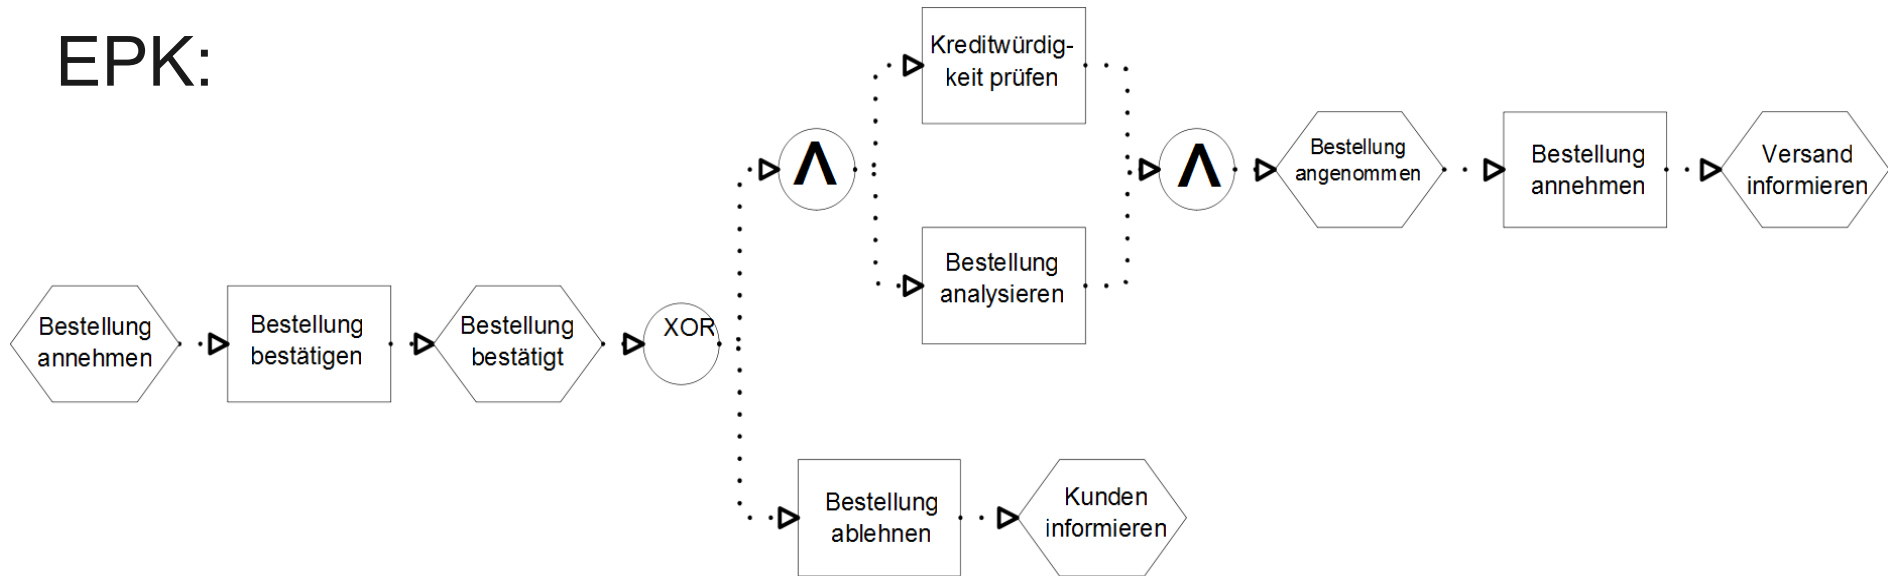 EPK:
Kreditwürdig-
keit prüfen
Λ
Λ
Bestellung
angenommen
Bestellung
annehmen
Versand
informieren
Bestellung
analysieren
Bestellung
annehmen
Bestellung
bestätigen
Bestellung
bestätigt
XOR
Bestellung
ablehnen
Kunden
informieren